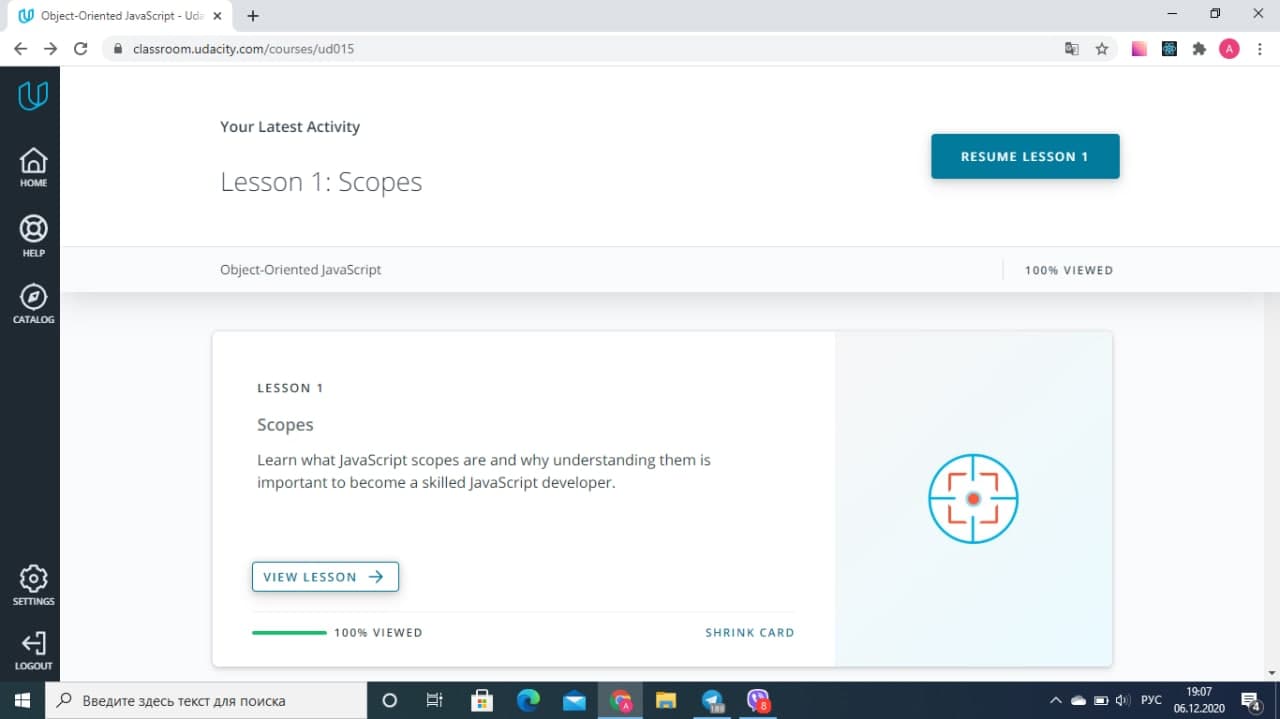 Object-Oriented JavaScript - Uda
classroom.udacity.com/courses/ud015
A
HOME
HELP
CATALOG
SETTINGS
LOGOUT
Your Latest Activity
Lesson 1: Scopes
RESUME LESSON 1
Object-Oriented JavaScript
100% VIEWED
LESSON 1
Scopes
Learn what JavaScript scopes are and why understanding them is
important to become a skilled JavaScript developer.
VIEW LESSON
100% VIEWED
SHRINK CARD
Введите здесь текст для поиска
A
8
РУС
19:07
06.12.2020
4